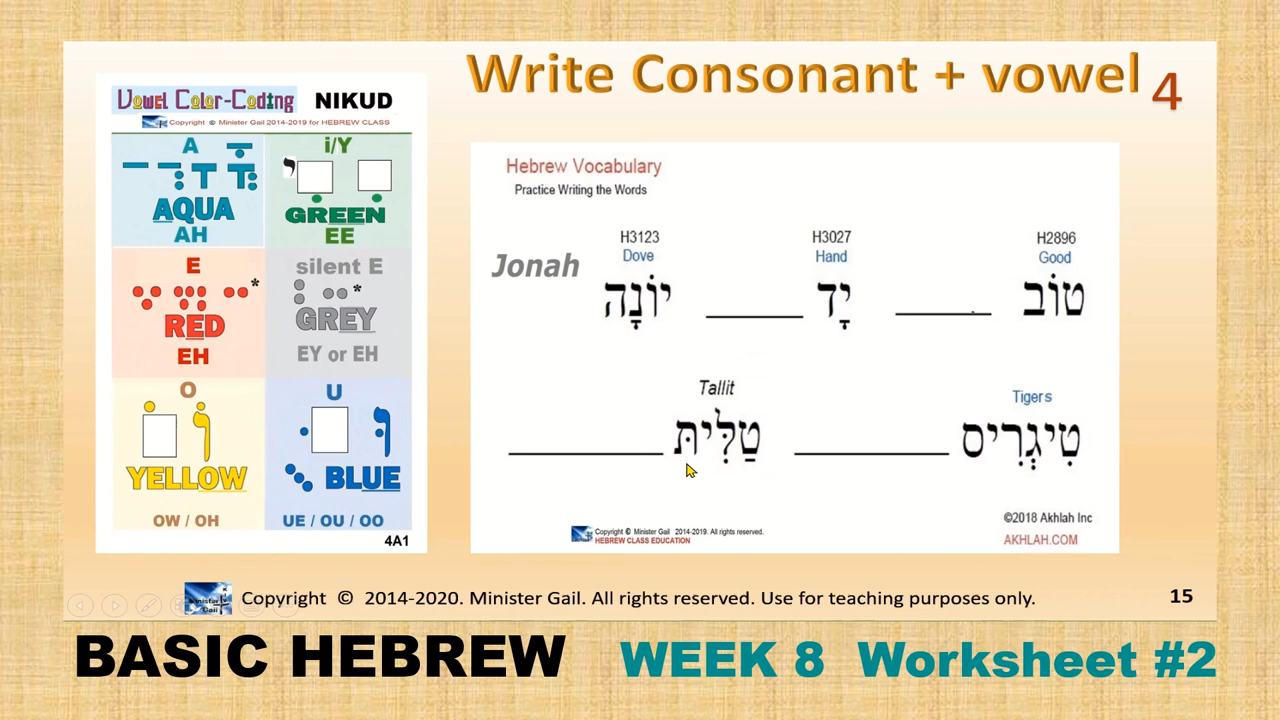 Write Consonant + vowel 4
Vowel Color-Coding NIKUD
Copyright © Minister Gail 2014-2019 for HEBREW CLASS
A
AQUA
AH
i/Y
GREEN
EE
E
*
RED
EH
silent E
*
GREY
EY or EH
O
YELLOW
OW / OH
U
BLUE
UE / OU / OO
4A1
Hebrew Vocabulary
Practice Writing the Words
H3123 H3027 H2896
Dove Hand Good
Jonah
יוֹנָה
יָד
טוֹב
Tallit
Tigers
טַלִּיתּ
טִיגְרִיס
©2018 Akhlah Inc
AKHLAH.COM
Copyright © Minister Gail 2014-2019. All rights reserved.
HEBREW CLASS EDUCATION
Minister Gail
Copyright © 2014-2020. Minister Gail. All rights reserved. Use for teaching purposes only.
15
BASIC HEBREW WEEK 8 Worksheet #2